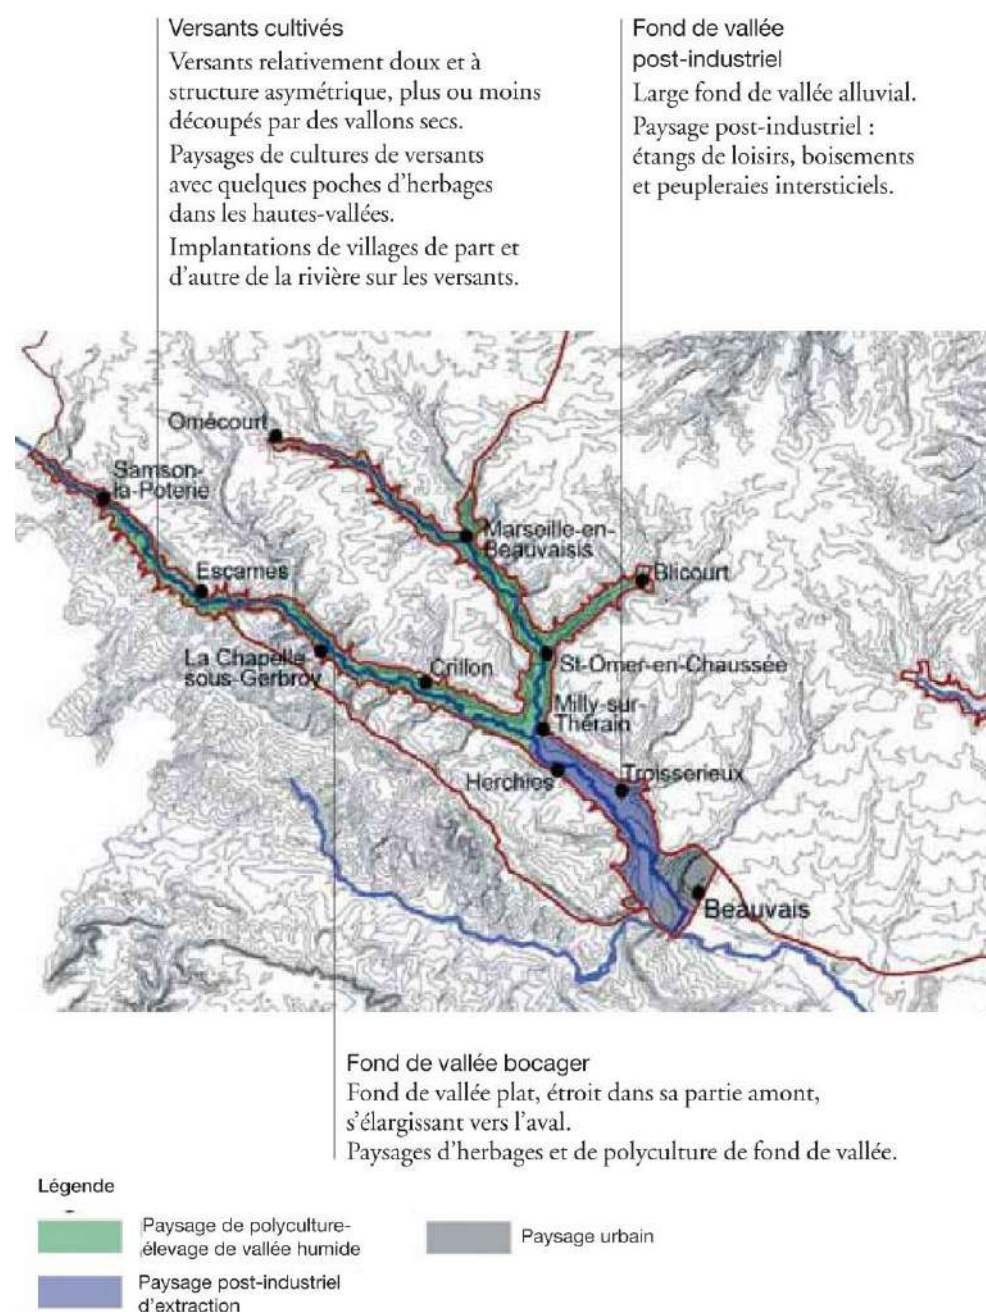 Versants cultivés
Versants relativement doux et à
structure asymétrique, plus ou moins
découpés par des vallons secs.
Paysages de cultures de versants
avec quelques poches d'herbages
dans les hautes-vallées.
Implantations de villages de part et
d'autre de la rivière sur les versants.
Fond de vallée
post-industriel
Large fond de vallée alluvial.
Paysage post-industriel :
étangs de loisirs, boisements
et peupleraies intersticiels.
Omécourt
Samson-
la-Poterie
Marseille-en-
Beauvaisis
Escames
Blicourt
La Chapelle
sous-Gerbroy
Crillon
St-Omer-en-Chaussée
Milly-sur-
Thérain
Herchies
Troisserieux
Beauvais
Fond de vallée bocager
Fond de vallée plat, étroit dans sa partie amont,
s'élargissant vers l'aval.
Paysages d'herbages et de polyculture de fond de vallée.
Légende
Paysage de polyculture-
élevage de vallée humide
Paysage urbain
Paysage post-industriel
d'extraction